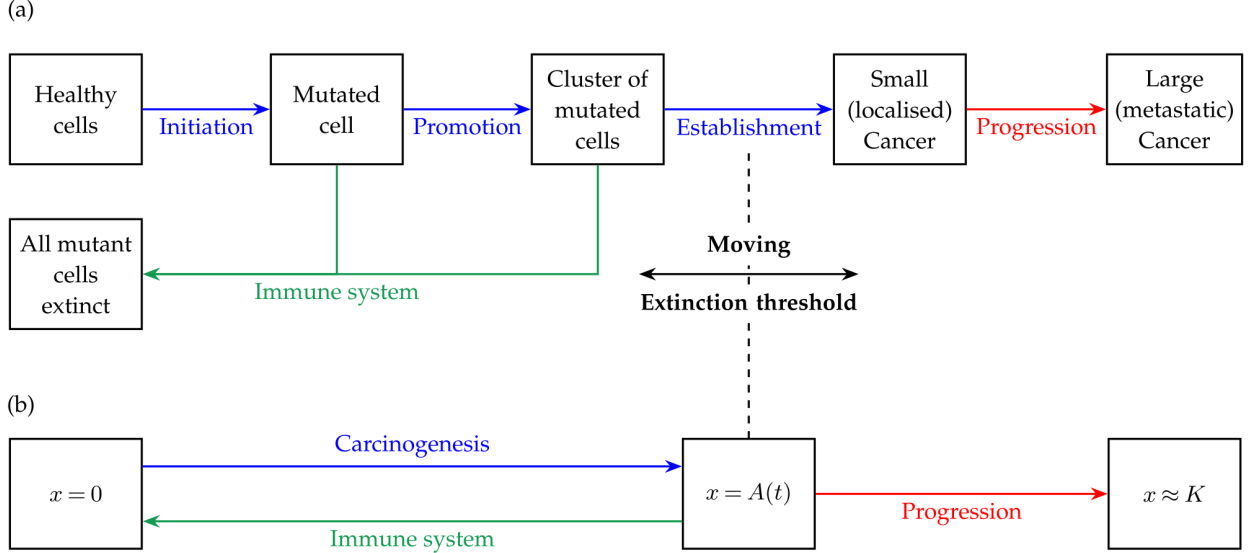 (a)
Healthy
cells
Initiation
Mutated
cell
Promotion
Cluster of
mutated
cells
Establishment
Small
(localised)
Cancer
Progression
Large
(metastatic)
Cancer
All mutant
cells
extinct
Immune system
Moving
Extinction threshold
(b)
x = 0
Carcinogenesis
Immune system
x = A(t)
Progression
x ≈ K